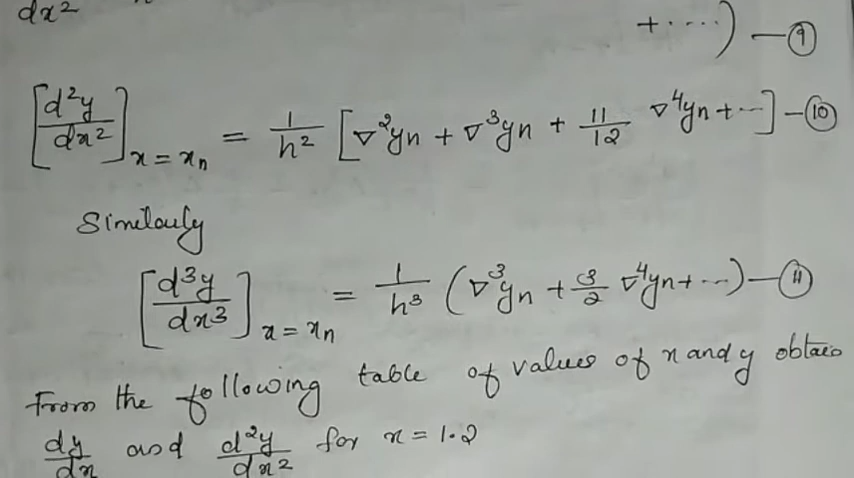 dx²
+ ....) — ⑨
[d²y/dx²]ₓ ₌ ₓₙ = 1/h² [∇²yn + ∇³yn + 11/12 ∇⁴yn + ...] — ⑩
Similarly
[d³y/dx³]ₓ ₌ ₓₙ = 1/h³ (∇³yn + 3/2 ∇⁴yn + ...) — ⑪
From the following table of values of x and y obtain
dy/dx and d²y/dx² for x = 1.2